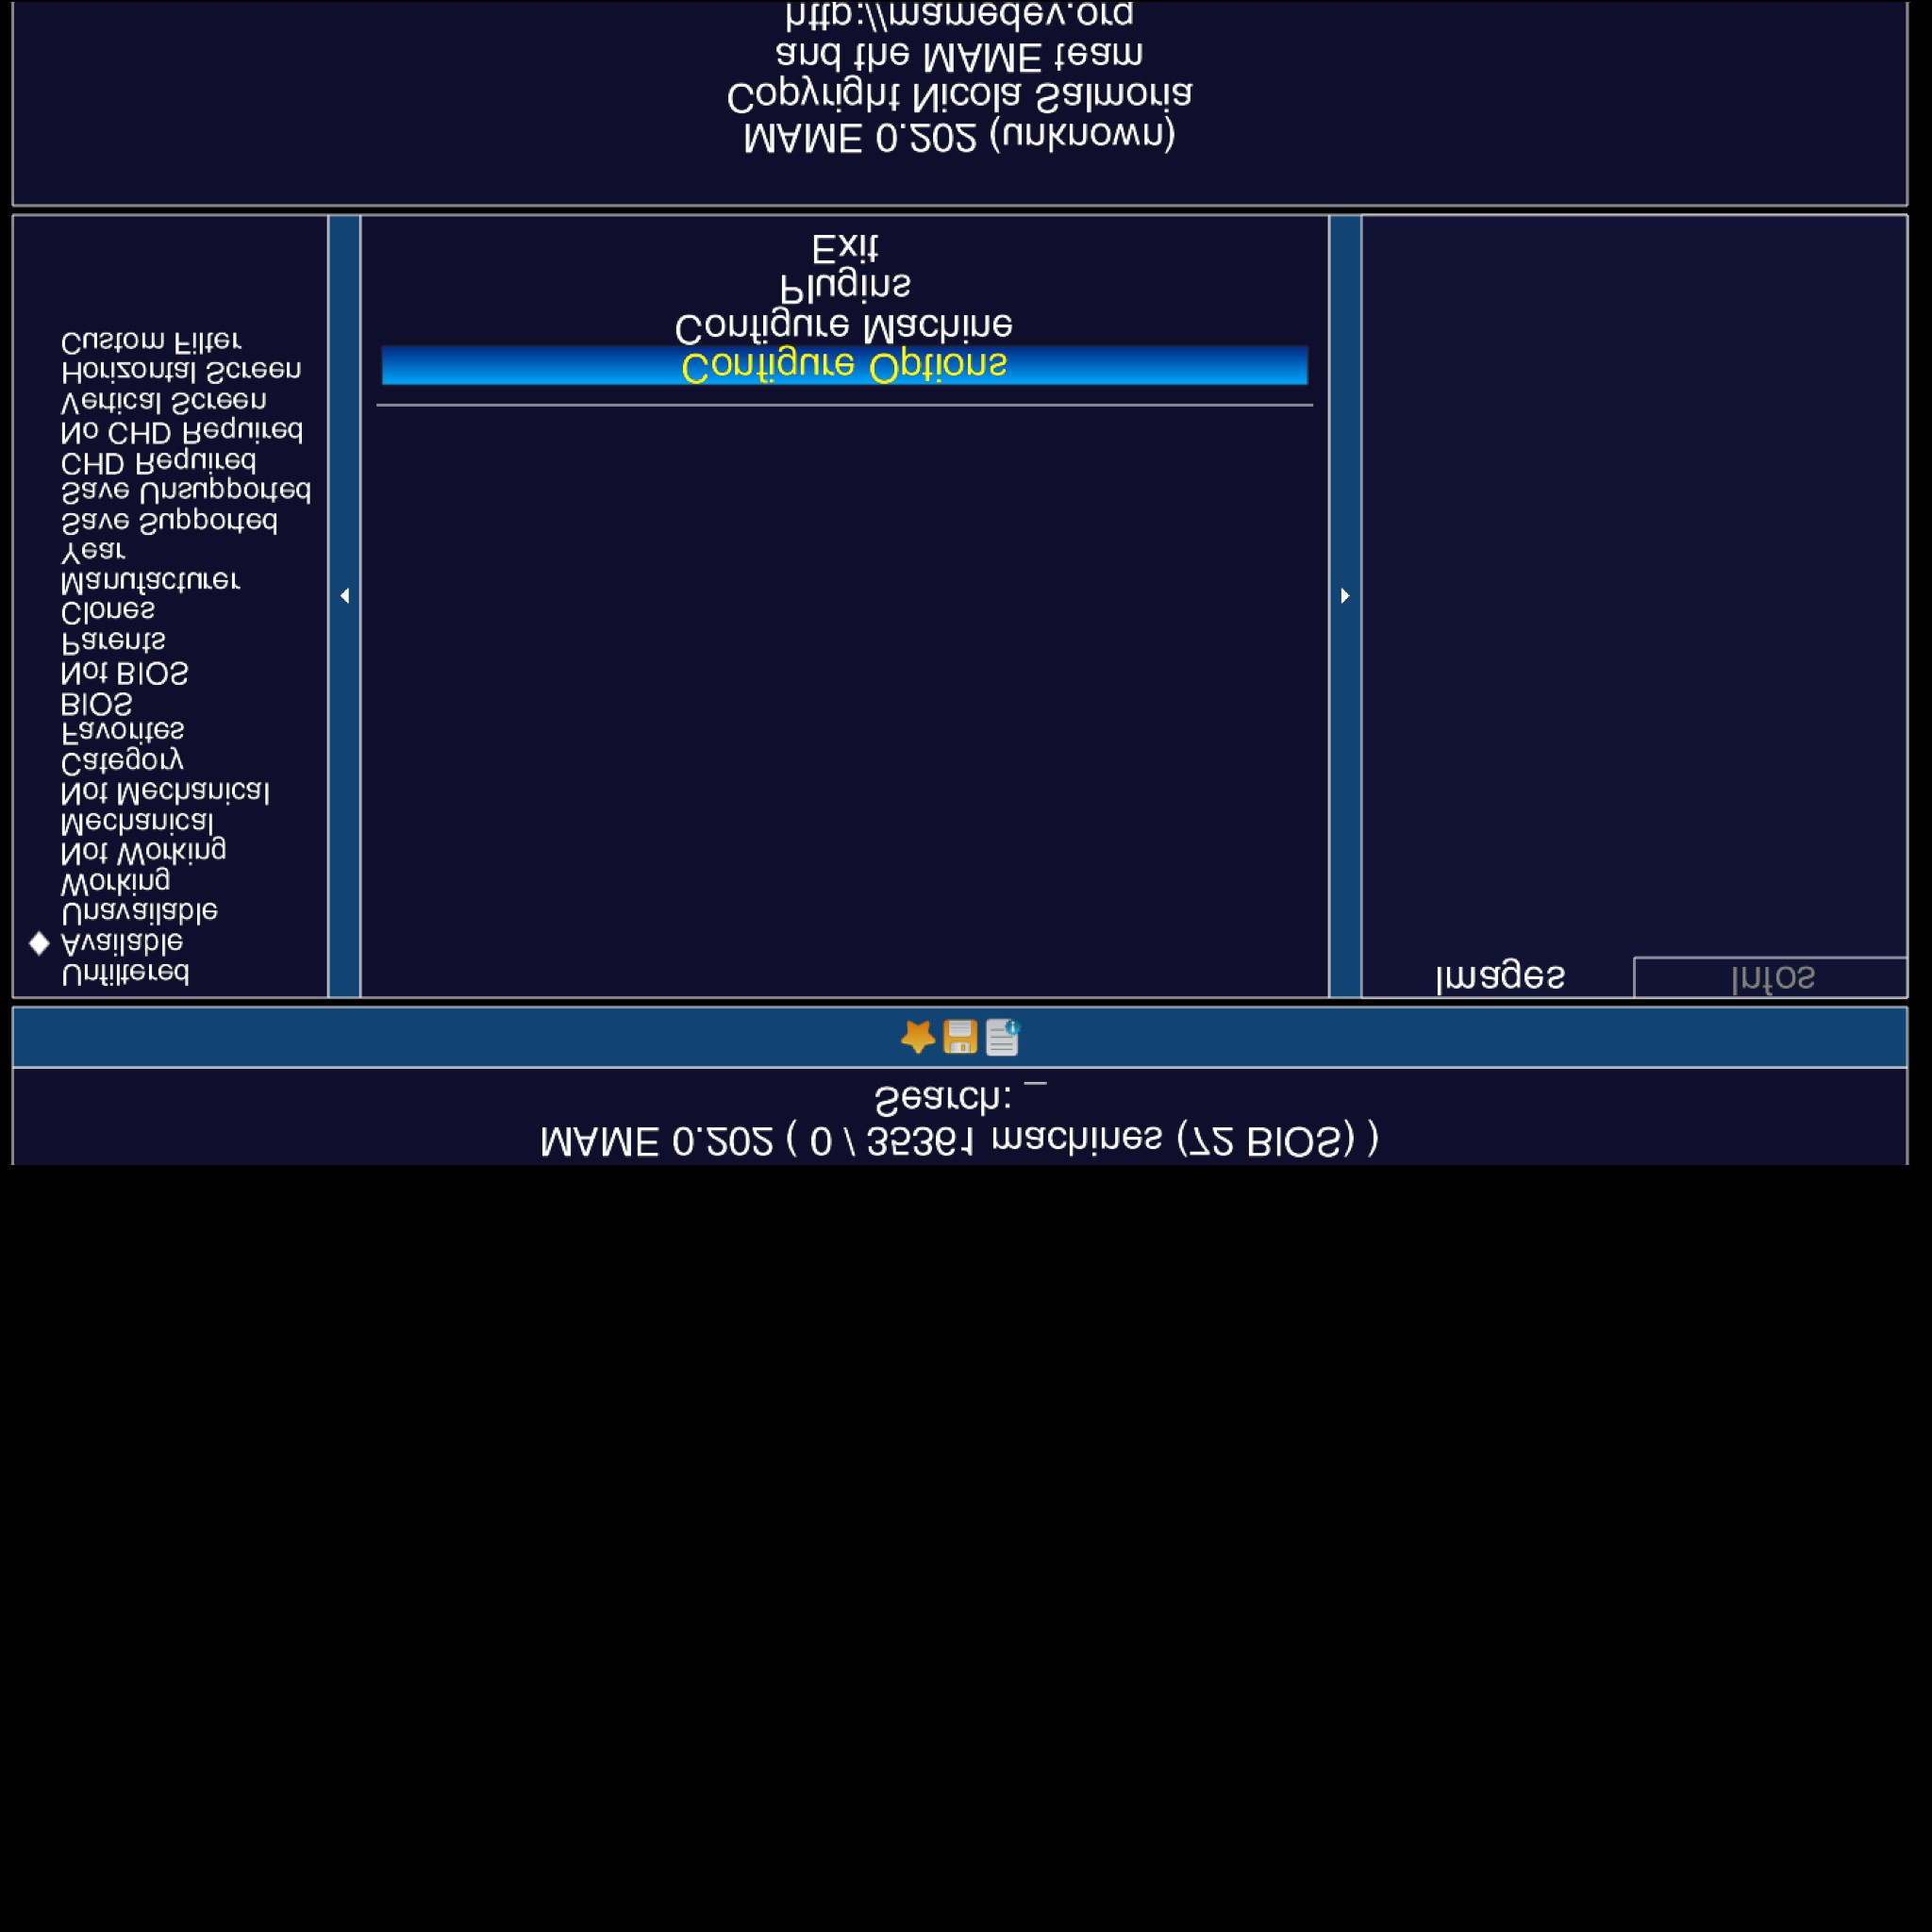 MAME 0.202 ( 0 / 35361 machines (72 BIOS) )
Search: _
Unfiltered
Available
Unavailable
Working
Not Working
Mechanical
Not Mechanical
Category
Favorites
BIOS
Not BIOS
Parents
Clones
Manufacturer
Year
Save Supported
Save Unsupported
CHD Required
No CHD Required
Vertical Screen
Horizontal Screen
Custom Filter
Configure Options
Configure Machine
Plugins
Exit
Images
Infos
MAME 0.202 (unknown)
Copyright Nicola Salmoria
and the MAME team
http://mamedev.org